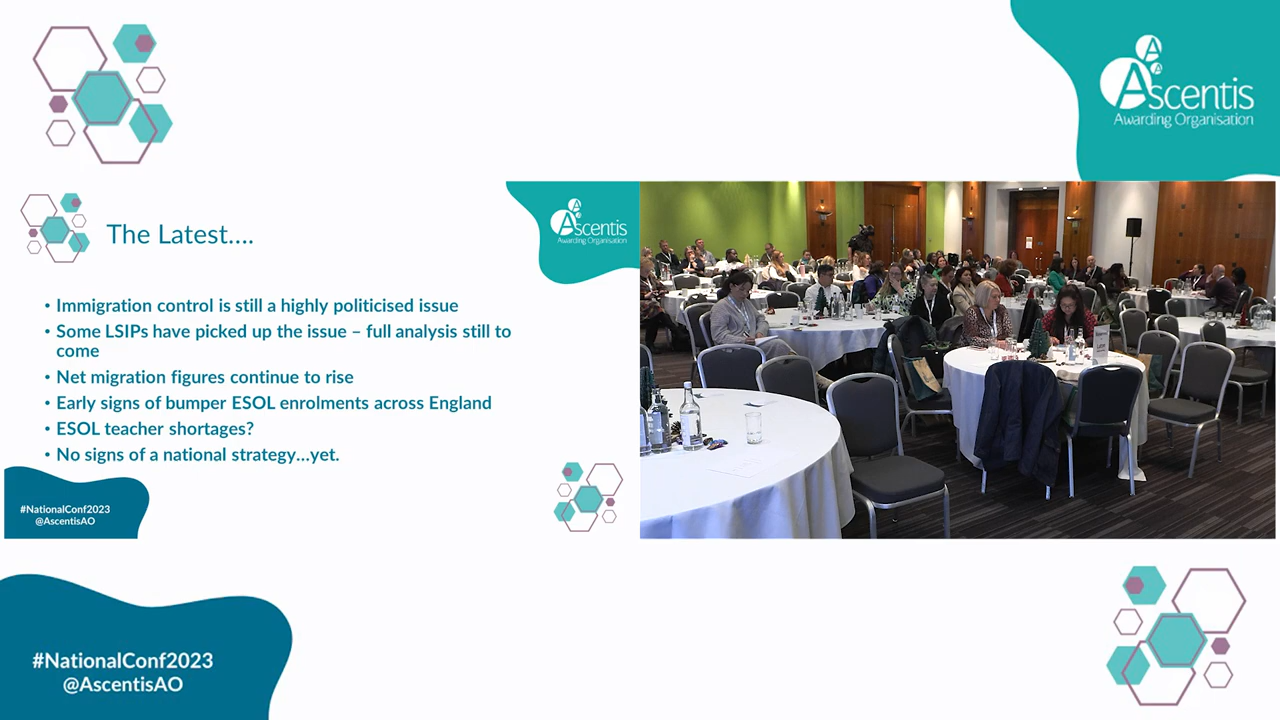 Ascentis
Awarding Organisation
The Latest....
Ascentis
Awarding Organisation
• Immigration control is still a highly politicised issue
• Some LSIPs have picked up the issue – full analysis still to
come
• Net migration figures continue to rise
• Early signs of bumper ESOL enrolments across England
• ESOL teacher shortages?
• No signs of a national strategy...yet.
#NationalConf2023
@AscentisAO
#NationalConf2023
@AscentisAO